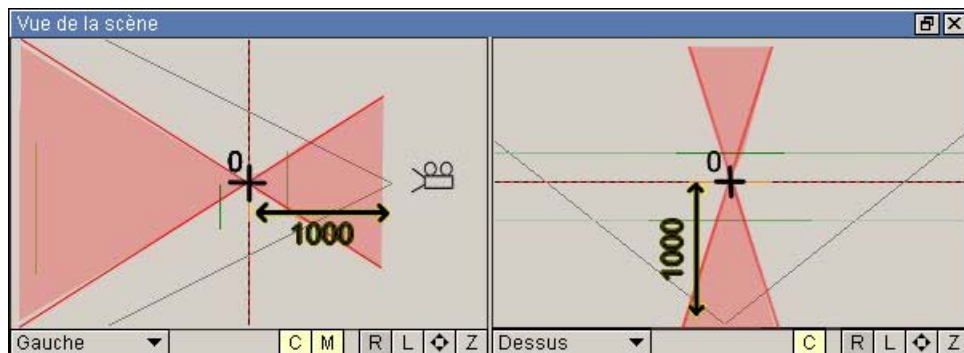 Vue de la scène
0
1000
0
1000
Gauche C M R L Z
Dessus C R L Z